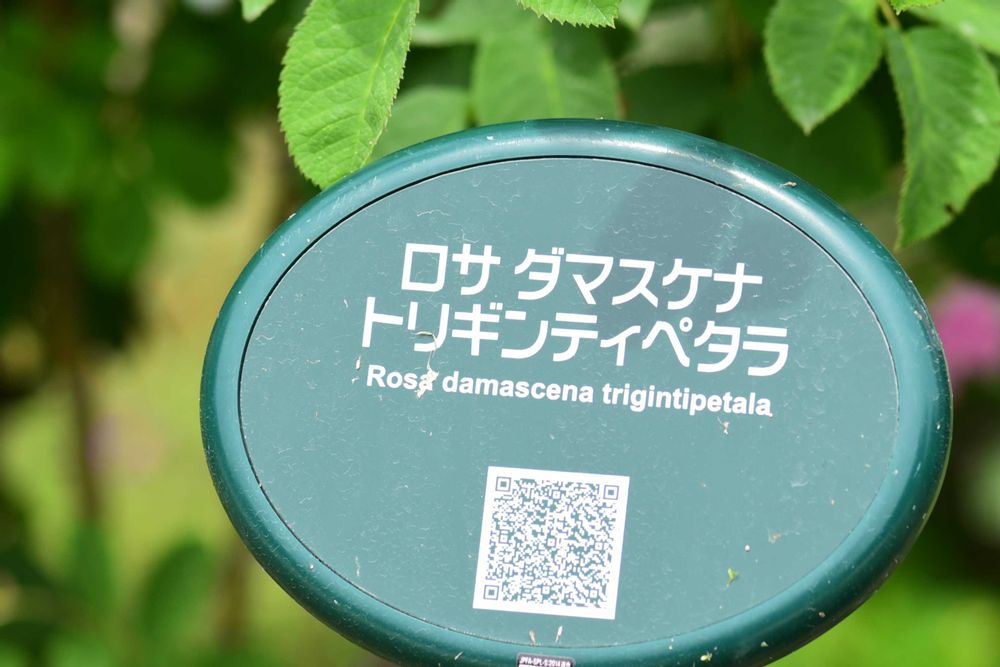 ロサ ダマスケナ
トリギンティペタラ
Rosa damascena trigintipetala